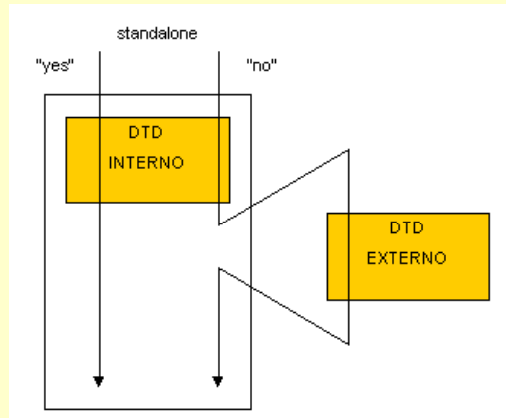 standalone
"yes"
"no"
DTD
INTERNO
DTD
EXTERNO